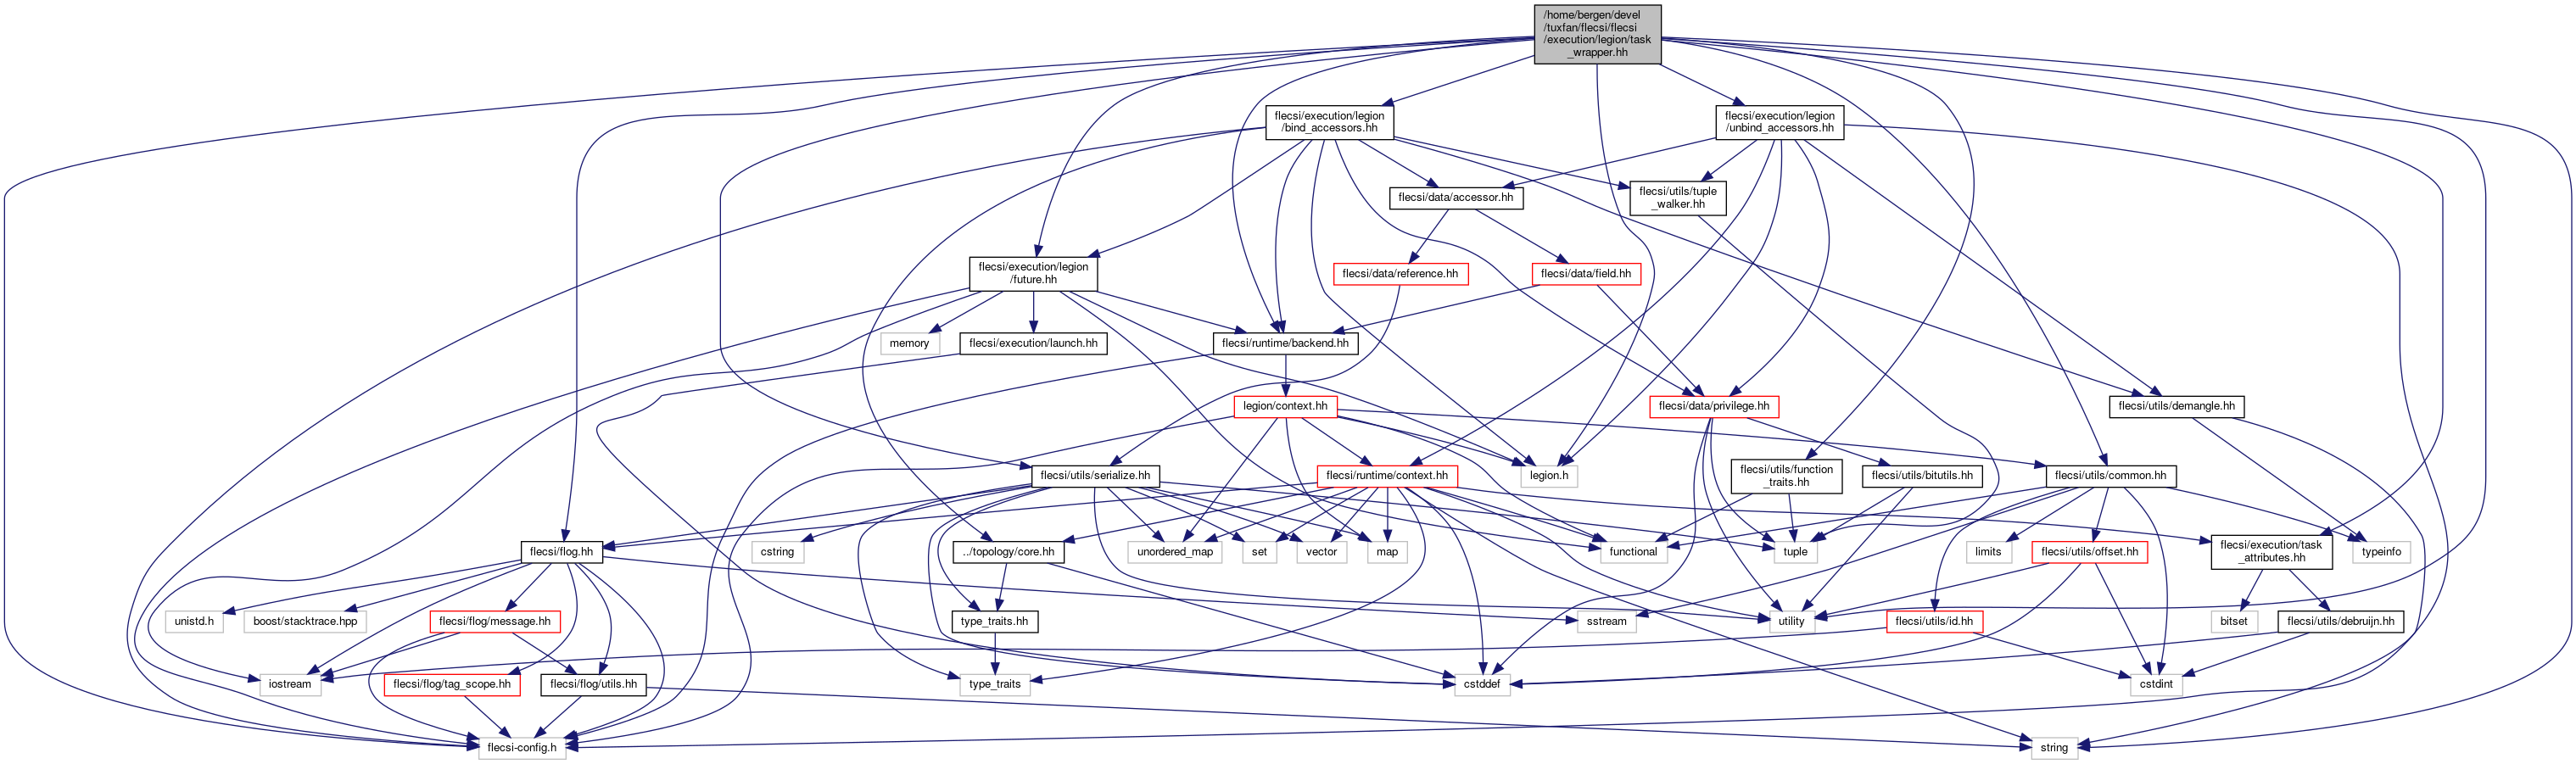 /home/bergen/devel
/tuxfan/flecsi/flecsi
/execution/legion/task
_wrapper.hh
flecsi/execution/legion
/bind_accessors.hh
flecsi/execution/legion
/unbind_accessors.hh
flecsi/data/accessor.hh
flecsi/utils/tuple
_walker.hh
flecsi/execution/legion
/future.hh
flecsi/data/reference.hh
flecsi/data/field.hh
memory
flecsi/execution/launch.hh
flecsi/runtime/backend.hh
legion/context.hh
flecsi/data/privilege.hh
flecsi/utils/demangle.hh
flecsi/utils/serialize.hh
flecsi/runtime/context.hh
legion.h
flecsi/utils/function
_traits.hh
flecsi/utils/bitutils.hh
flecsi/utils/common.hh
flecsi/flog.hh
cstring
../topology/core.hh
unordered_map
set
vector
map
functional
tuple
limits
flecsi/utils/offset.hh
flecsi/execution/task
_attributes.hh
typeinfo
unistd.h
boost/stacktrace.hpp
flecsi/flog/message.hh
type_traits.hh
sstream
utility
flecsi/utils/id.hh
bitset
flecsi/utils/debruijn.hh
iostream
flecsi/flog/tag_scope.hh
flecsi/flog/utils.hh
type_traits
cstddef
cstdint
flecsi-config.h
string